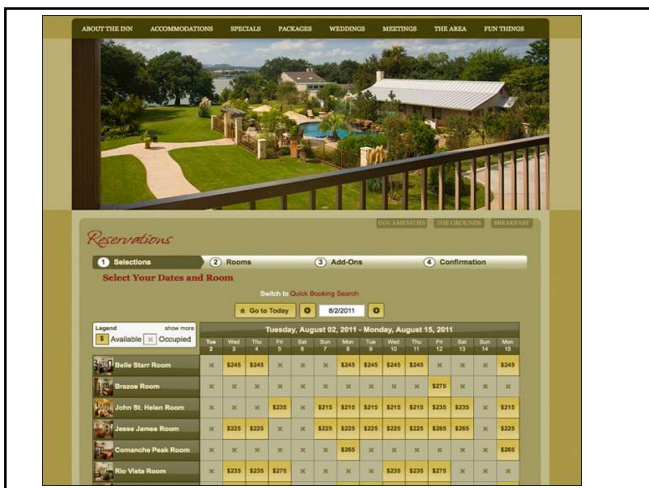 ABOUT THE INN ACCOMMODATIONS SPECIALS PACKAGES WEDDINGS MEETINGS THE AREA FUN THINGS
INN AMENITIES THE GROUNDS BREAKFAST
Reservations
1 Selections 2 Rooms 3 Add-Ons 4 Confirmation
Select Your Dates and Room
Switch to Quick Booking Search
Go to Today 8/2/2011
Legend show more
$ Available x Occupied
Tuesday, August 02, 2011 - Monday, August 15, 2011
Tue Wed Thu Fri Sat Sun Mon Tue Wed Thu Fri Sat Sun Mon
2 3 4 5 6 7 8 9 10 11 12 13 14 15
Belle Starr Room x $245 $245 x x x $245 $245 $245 $245 x x x $245
Brazos Room x x x x x x x x x x $275 x x x
John St. Helen Room x x x $235 x $215 $215 $215 $215 $215 $235 $235 x $215
Jesse James Room x $225 $225 x x $225 $225 $225 $225 $225 $265 $265 x $225
Comanche Peak Room x x x x x x $265 x x x x x x $265
Rio Vista Room x $235 $235 $275 x x x x $235 $235 $275 x x x